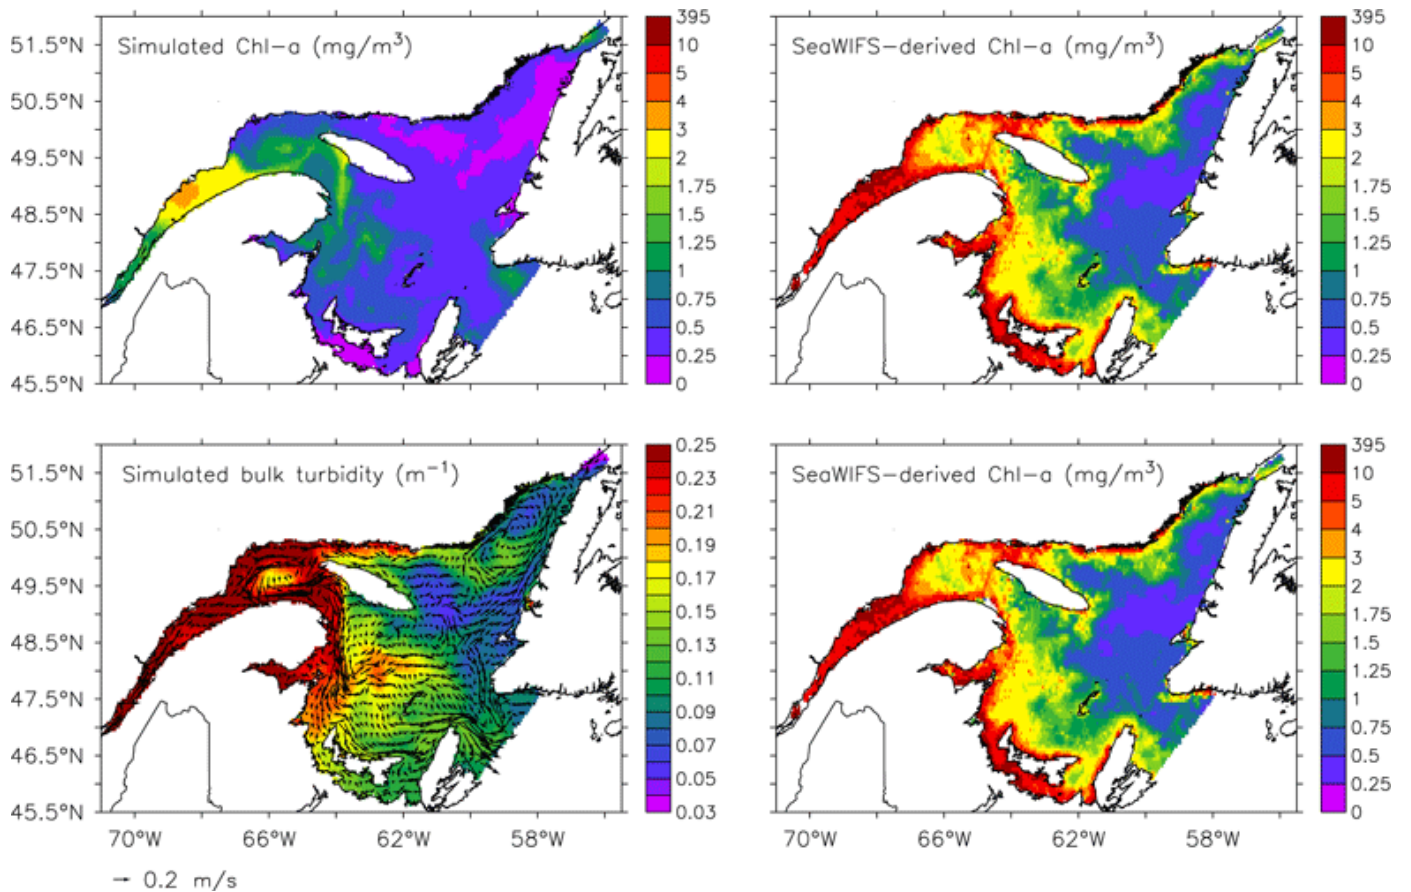 Simulated Chl-a (mg/m³)
51.5°N
50.5°N
49.5°N
48.5°N
47.5°N
46.5°N
45.5°N
395
10
5
4
3
2
1.75
1.5
1.25
1
0.75
0.5
0.25
0
SeaWIFS-derived Chl-a (mg/m³)
395
10
5
4
3
2
1.75
1.5
1.25
1
0.75
0.5
0.25
0
Simulated bulk turbidity (m⁻¹)
51.5°N
50.5°N
49.5°N
48.5°N
47.5°N
46.5°N
45.5°N
70°W
66°W
62°W
58°W
0.25
0.21
0.19
0.17
0.15
0.13
0.11
0.09
0.07
0.05
0.03
SeaWIFS-derived Chl-a (mg/m³)
70°W
66°W
62°W
58°W
395
10
5
4
3
2
1.75
1.5
1.25
1
0.75
0.5
0.25
0
→ 0.2 m/s